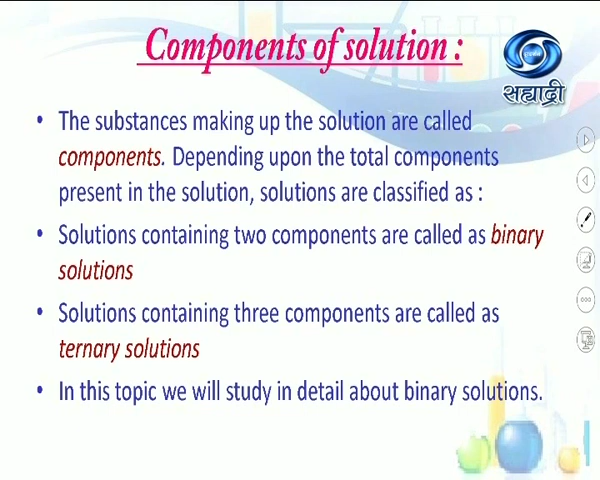 Components of solution :
सह्याद्री
• The substances making up the solution are called
components. Depending upon the total components
present in the solution, solutions are classified as :
• Solutions containing two components are called as binary
solutions
• Solutions containing three components are called as
ternary solutions
• In this topic we will study in detail about binary solutions.